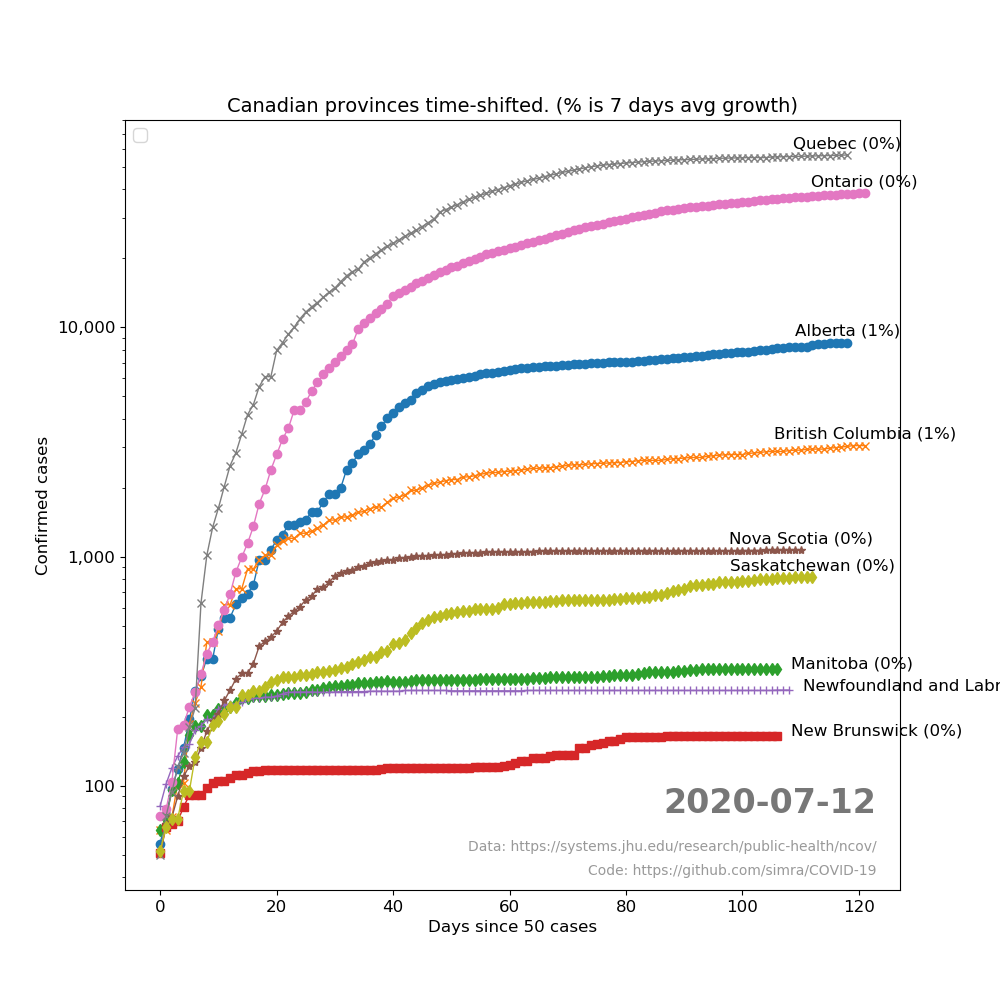 Canadian provinces time-shifted. (% is 7 days avg growth)
Quebec (0%)
Ontario (0%)
10,000
Alberta (1%)
British Columbia (1%)
Confirmed cases
1,000
Nova Scotia (0%)
Saskatchewan (0%)
Manitoba (0%)
Newfoundland and Labr
New Brunswick (0%)
100
2020-07-12
Data: https://systems.jhu.edu/research/public-health/ncov/
Code: https://github.com/simra/COVID-19
0 20 40 60 80 100 120
Days since 50 cases